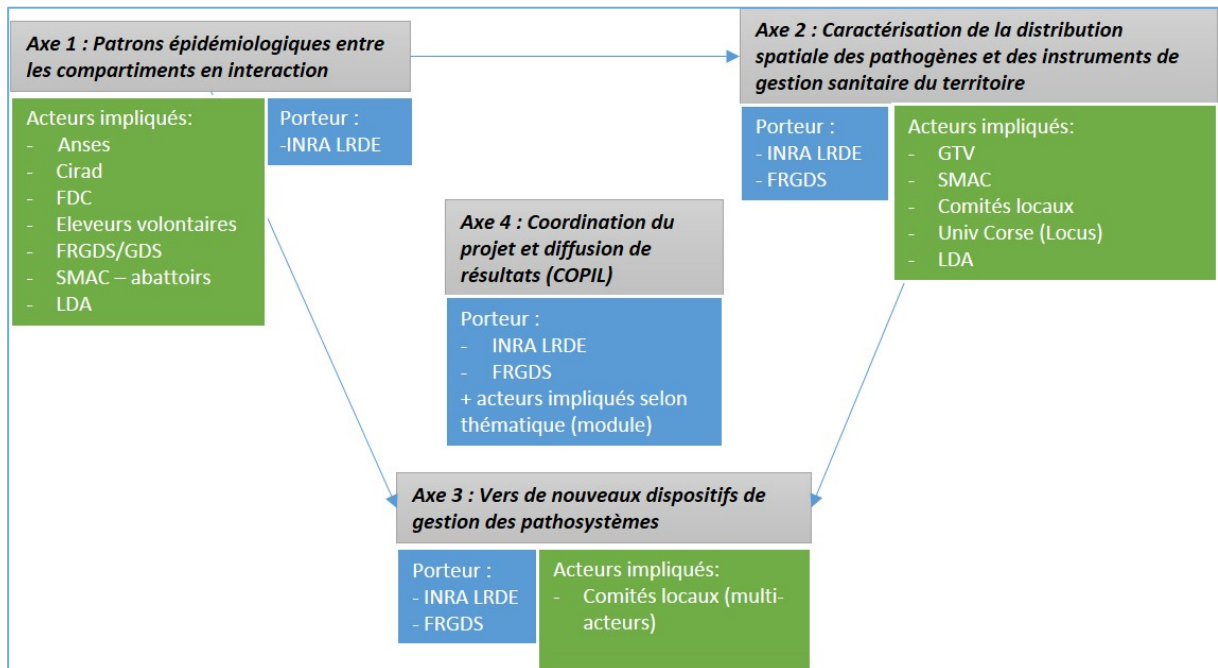 Axe 1 : Patrons épidémiologiques entre
les compartiments en interaction
Acteurs impliqués:
- Anses
- Cirad
- FDC
- Eleveurs volontaires
- FRGDS/GDS
- SMAC – abattoirs
- LDA
Porteur :
-INRA LRDE
Axe 2 : Caractérisation de la distribution
spatiale des pathogènes et des instruments de
gestion sanitaire du territoire
Porteur :
- INRA LRDE
- FRGDS
Acteurs impliqués:
- GTV
- SMAC
- Comités locaux
- Univ Corse (Locus)
- LDA
Axe 4 : Coordination du
projet et diffusion de
résultats (COPIL)
Porteur :
- INRA LRDE
- FRGDS
+ acteurs impliqués selon
thématique (module)
Axe 3 : Vers de nouveaux dispositifs de
gestion des pathosystèmes
Porteur :
- INRA LRDE
- FRGDS
Acteurs impliqués:
- Comités locaux (multi-
acteurs)